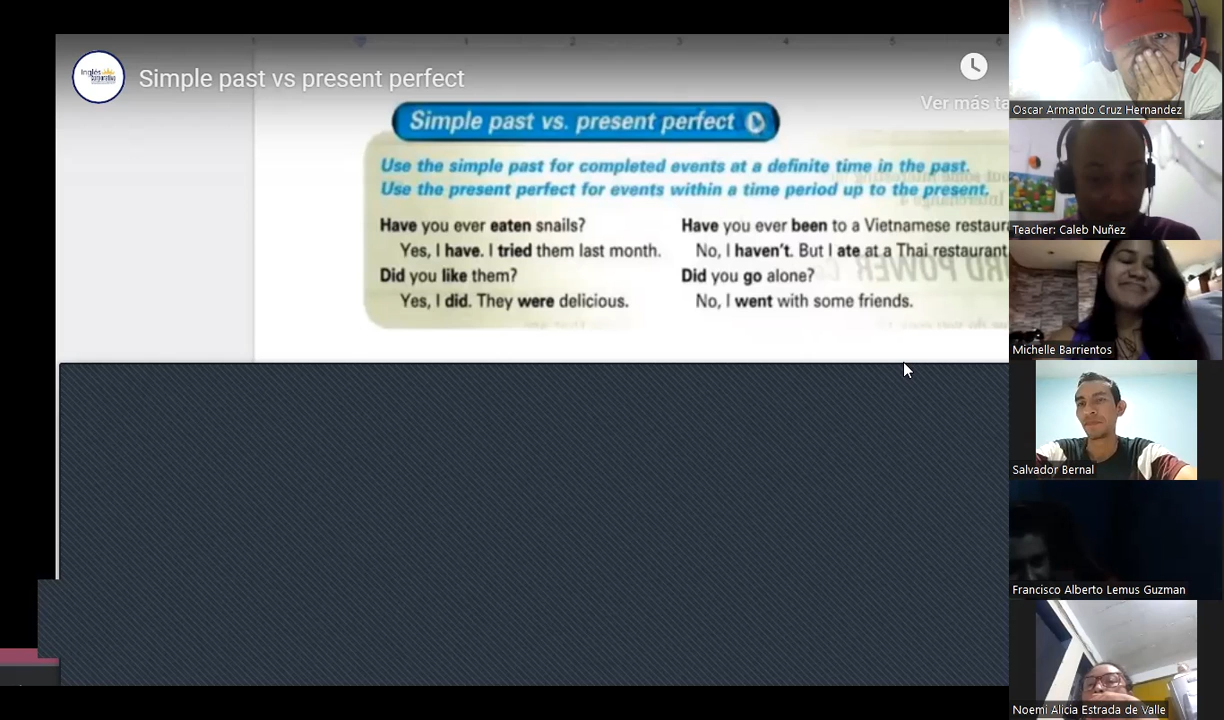 Simple past vs present perfect
Ver más ta
Simple past vs. present perfect
Use the simple past for completed events at a definite time in the past.
Use the present perfect for events within a time period up to the present.
Have you ever eaten snails?
Yes, I have. I tried them last month.
Did you like them?
Yes, I did. They were delicious.
Have you ever been to a Vietnamese restaur
No, I haven't. But I ate at a Thai restaurant
Did you go alone?
No, I went with some friends.
Oscar Armando Cruz Hernandez
Teacher: Caleb Nuñez
Michelle Barrientos
Salvador Bernal
Francisco Alberto Lemus Guzman
Noemi Alicia Estrada de Valle